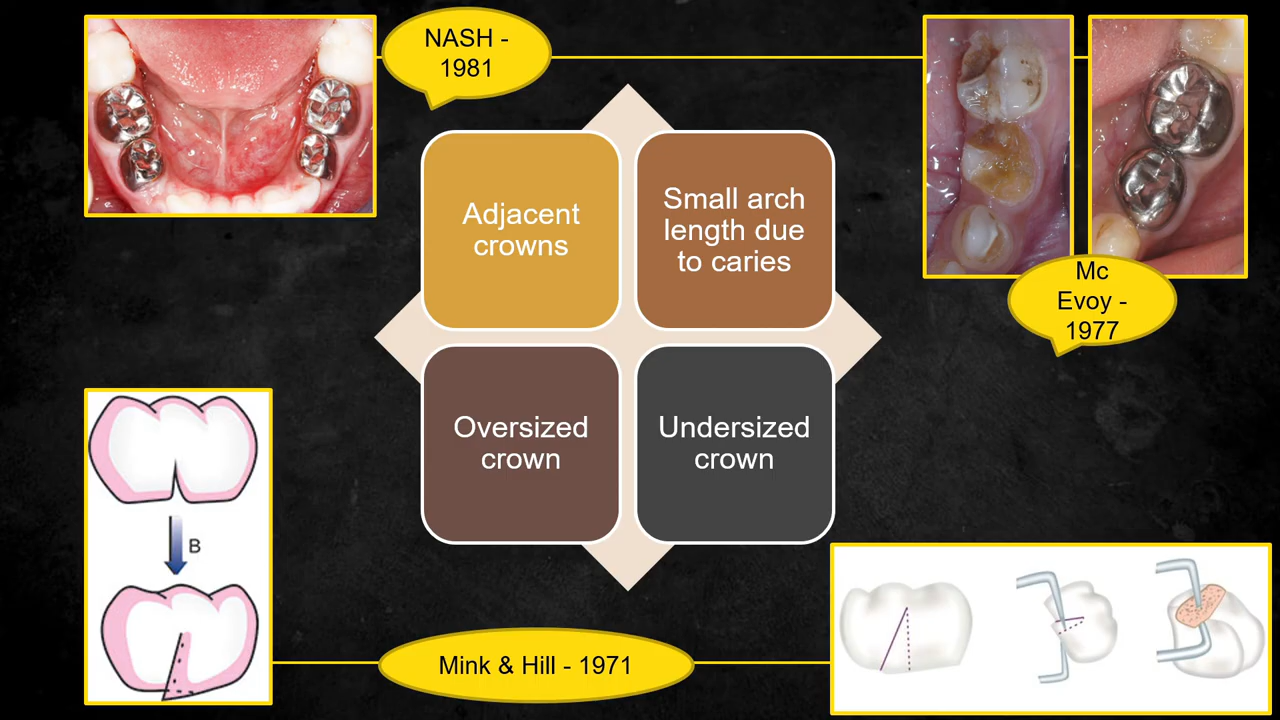 NASH -
1981
Adjacent
crowns
Small arch
length due
to caries
Mc
Evoy -
1977
Oversized
crown
Undersized
crown
B
Mink & Hill - 1971